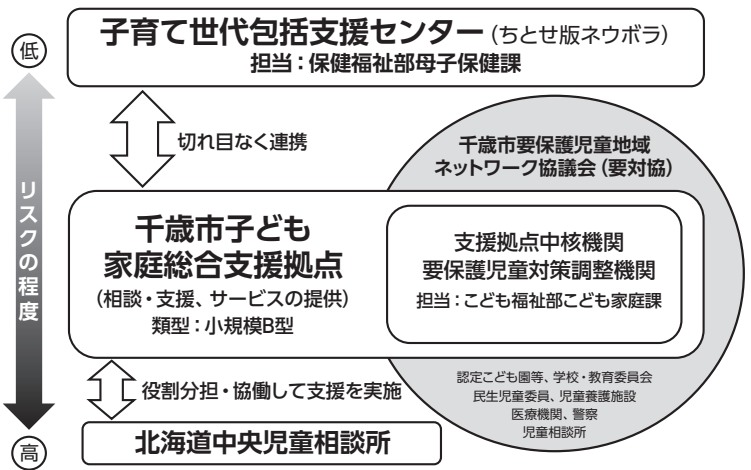 低
子育て世代包括支援センター(ちとせ版ネウボラ)
担当：保健福祉部母子保健課
切れ目なく連携
千歳市要保護児童地域
ネットワーク協議会(要対協)
リスクの程度
千歳市子ども
家庭総合支援拠点
(相談・支援、サービスの提供)
類型：小規模B型
支援拠点中核機関
要保護児童対策調整機関
担当：こども福祉部こども家庭課
役割分担・協働して支援を実施
認定こども園等、学校・教育委員会
民生児童委員、児童養護施設
医療機関、警察
児童相談所
高
北海道中央児童相談所